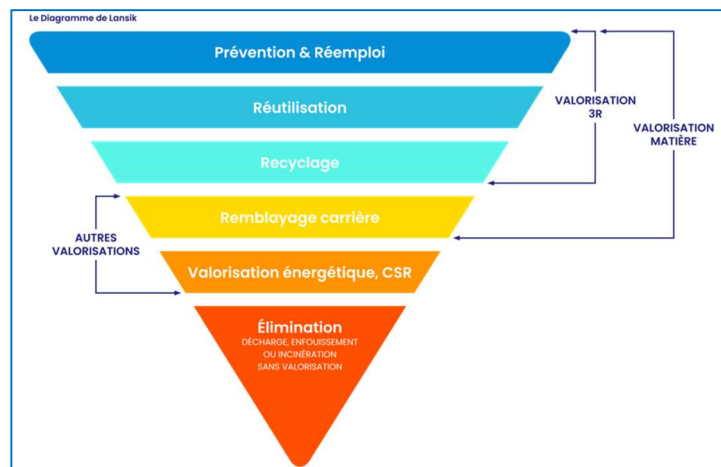 Le Diagramme de Lansik
Prévention & Réemploi
Réutilisation
Recyclage
Remblayage carrière
Valorisation énergétique, CSR
Élimination
DÉCHARGE, ENFOUISSEMENT
OU INCINÉRATION
SANS VALORISATION
VALORISATION
3R
VALORISATION
MATIÈRE
AUTRES
VALORISATIONS